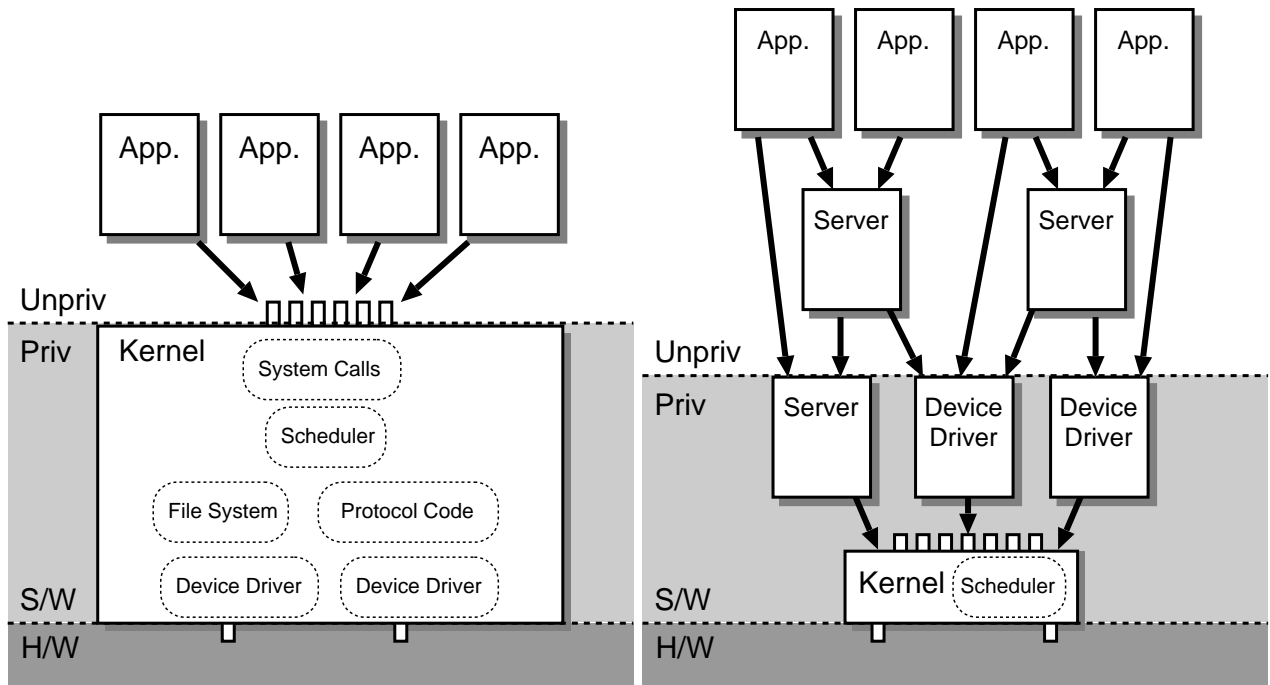 App.
App.
App.
App.
Unpriv
Priv
Kernel
System Calls
Scheduler
File System
Protocol Code
Device Driver
Device Driver
S/W
H/W
App.
App.
App.
App.
Server
Server
Unpriv
Priv
Server
Device
Driver
Device
Driver
Kernel
Scheduler
S/W
H/W